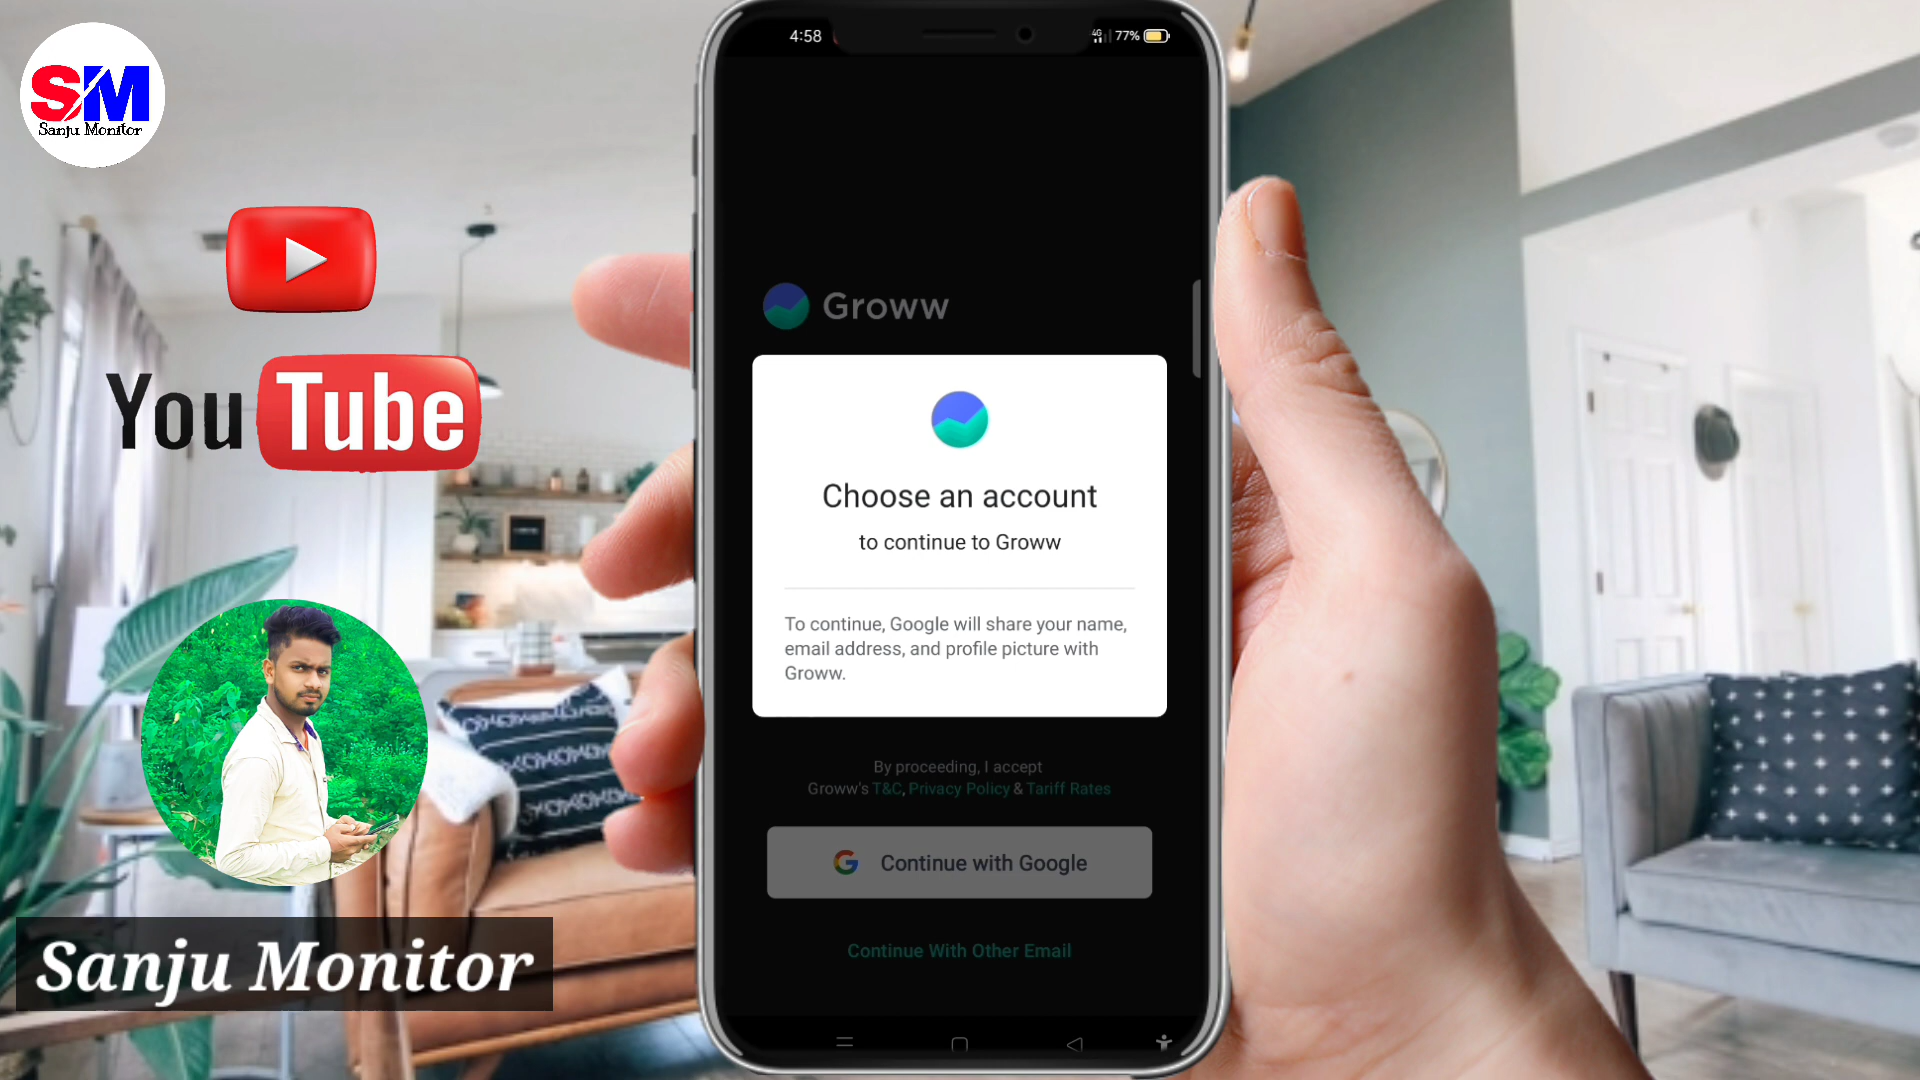 SM
Sanju Monitor
YouTube
Sanju Monitor
4:58
4G 77%
Groww
Choose an account
to continue to Groww
To continue, Google will share your name,
email address, and profile picture with
Groww.
By proceeding, I accept
Groww's T&C, Privacy Policy & Tariff Rates
Continue with Google
Continue With Other Email